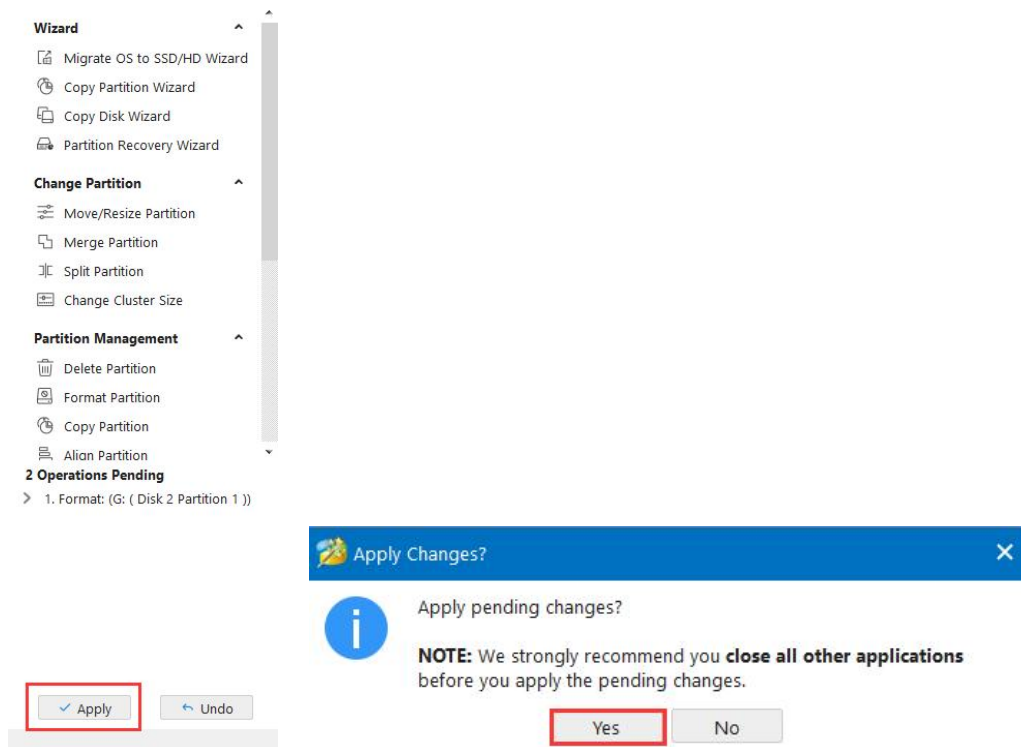 Wizard
Migrate OS to SSD/HD Wizard
Copy Partition Wizard
Copy Disk Wizard
Partition Recovery Wizard
Change Partition
Move/Resize Partition
Merge Partition
Split Partition
Change Cluster Size
Partition Management
Delete Partition
Format Partition
Copy Partition
Align Partition
2 Operations Pending
1. Format: (G: ( Disk 2 Partition 1 ))
Apply
Undo
Apply Changes?
Apply pending changes?
NOTE: We strongly recommend you close all other applications
before you apply the pending changes.
Yes
No